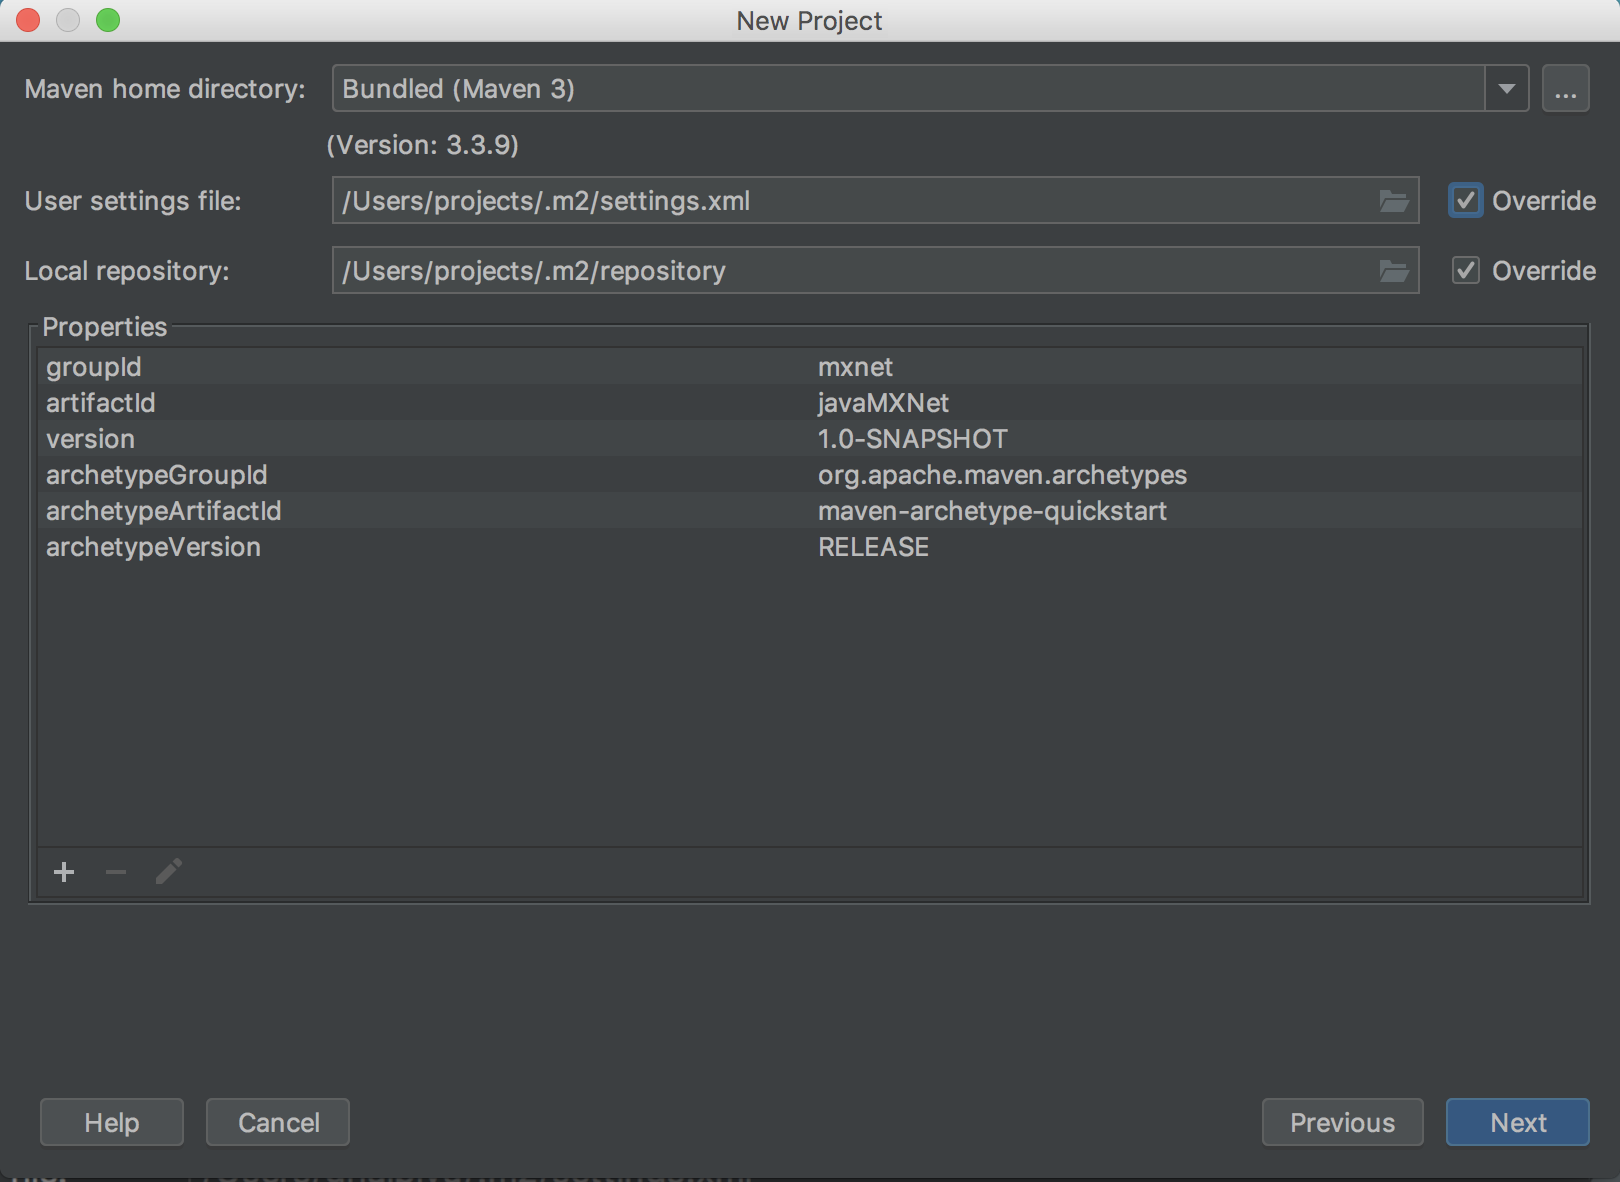 New Project
Maven home directory: Bundled (Maven 3) ...
(Version: 3.3.9)
User settings file: /Users/projects/.m2/settings.xml Override
Local repository: /Users/projects/.m2/repository Override
Properties
groupId mxnet
artifactId javaMXNet
version 1.0-SNAPSHOT
archetypeGroupId org.apache.maven.archetypes
archetypeArtifactId maven-archetype-quickstart
archetypeVersion RELEASE
Help Cancel Previous Next